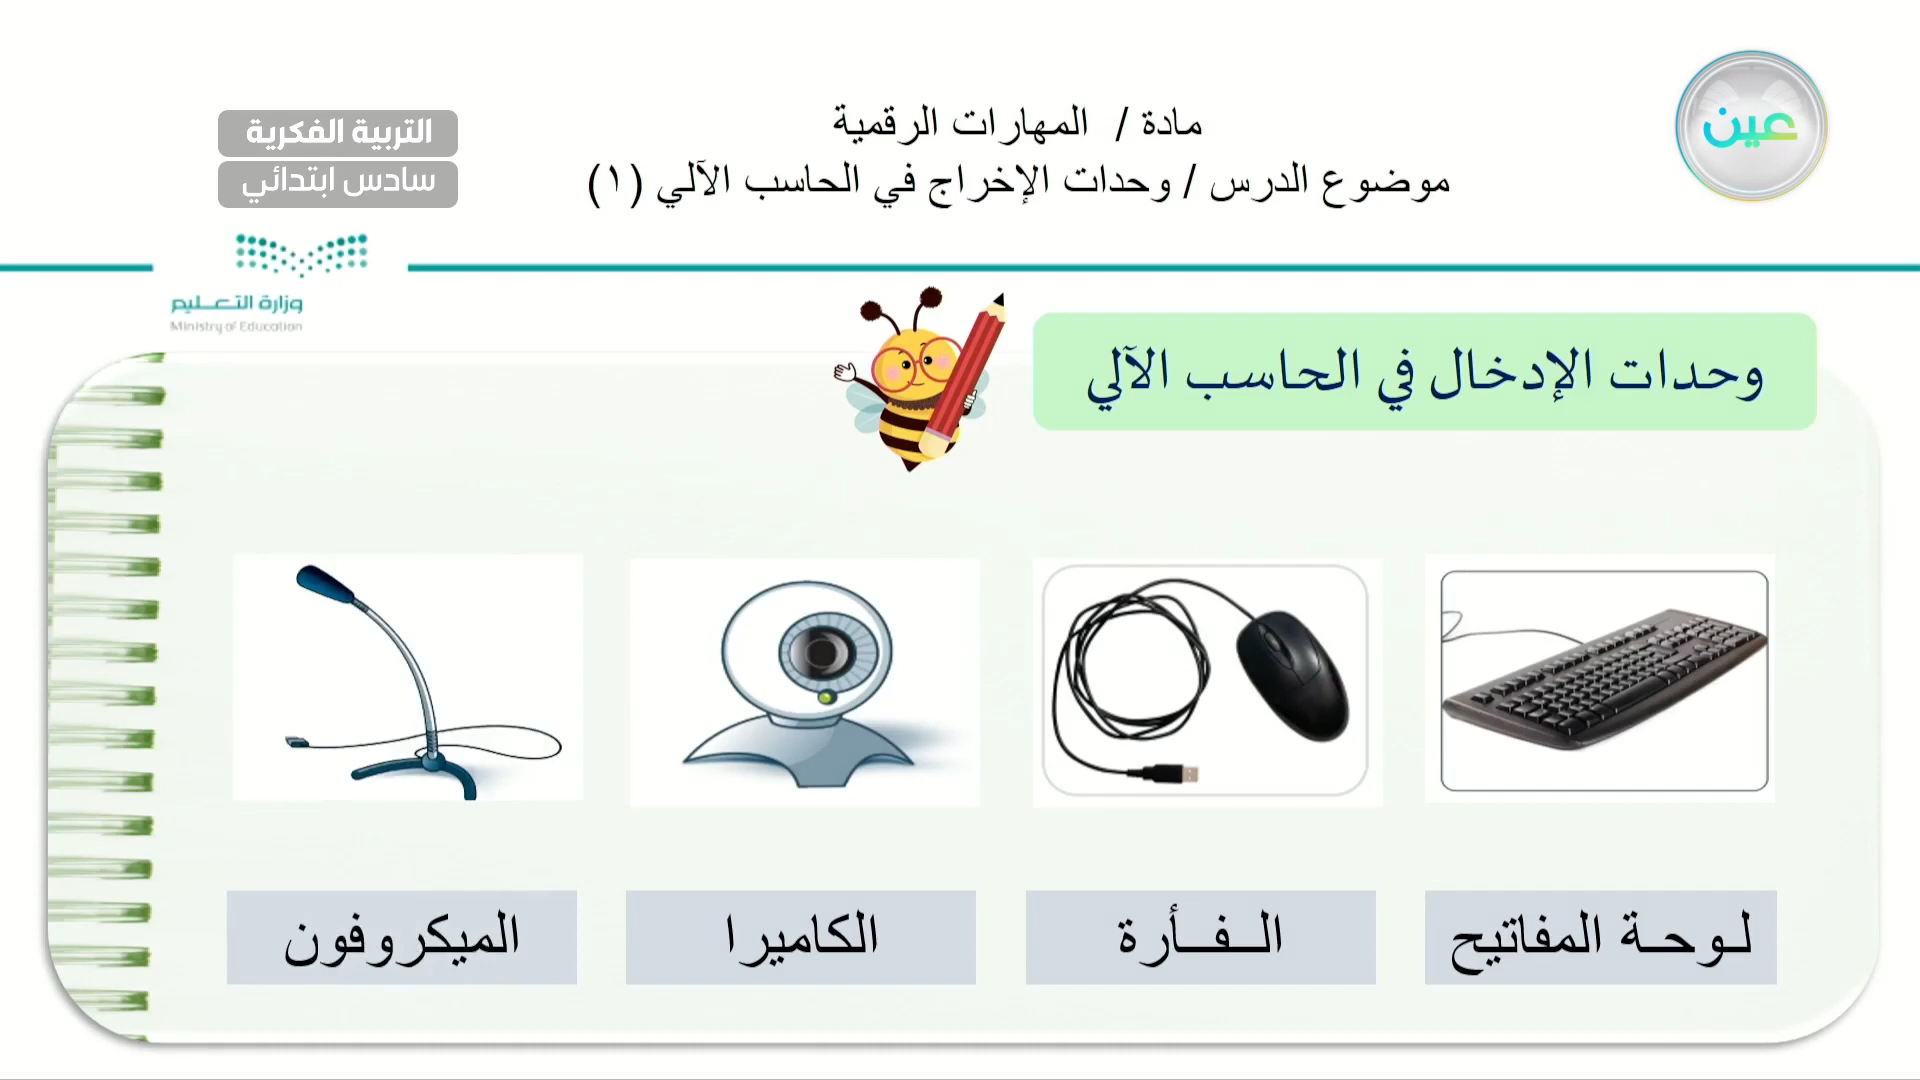 عين
مادة / المهارات الرقمية
موضوع الدرس / وحدات الإخراج في الحاسب الآلي (١)
التربية الفكرية
سادس ابتدائي
وزارة التعليم
Ministry of Education
وحدات الإدخال في الحاسب الآلي
لوحة المفاتيح
الفأرة
الكاميرا
الميكروفون